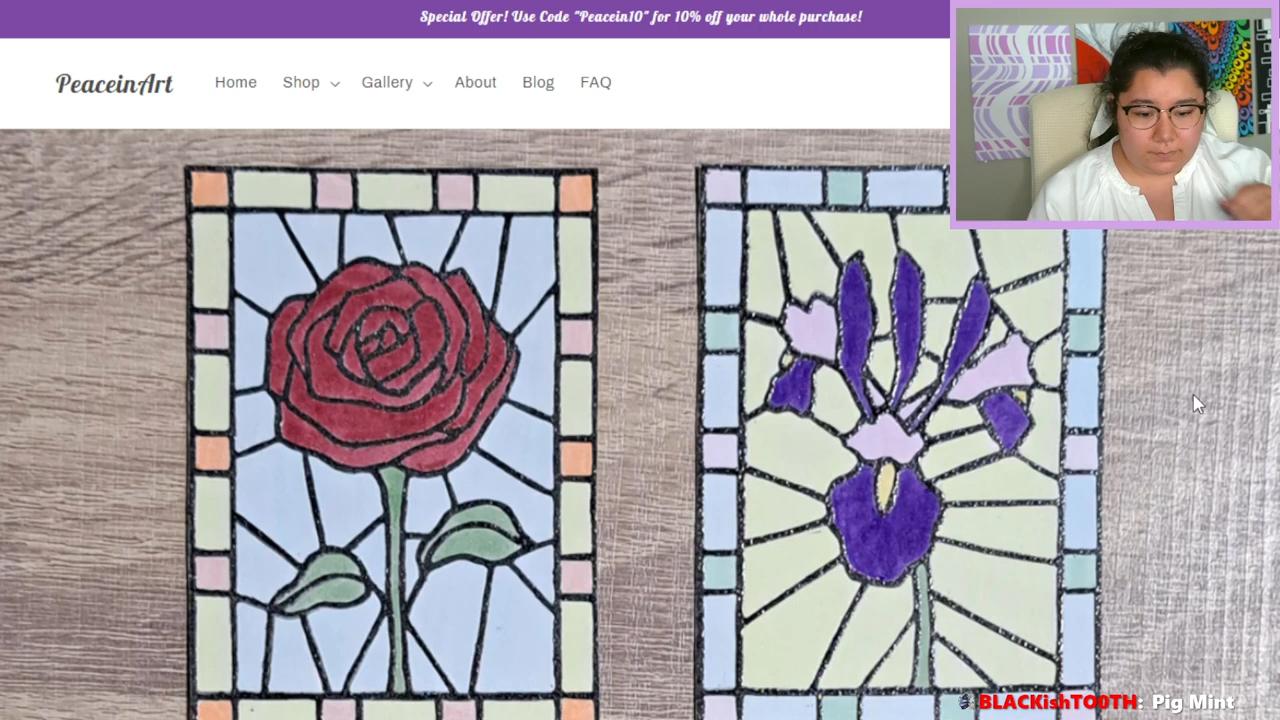 Special Offer! Use Code "Peacein10" for 10% off your whole purchase!
PeaceinArt
Home
Shop
Gallery
About
Blog
FAQ
BLACKishTO0TH: Pig Mint